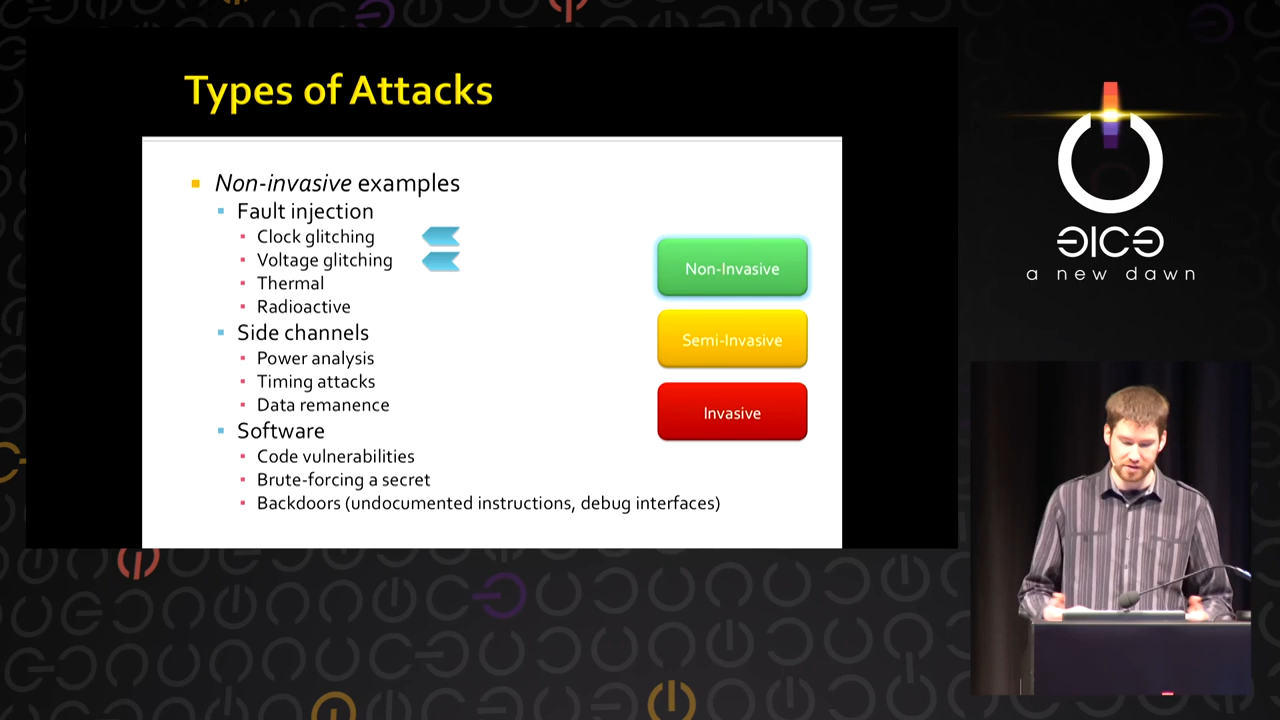 Types of Attacks
Non-invasive examples
Fault injection
Clock glitching
Voltage glitching
Thermal
Radioactive
Side channels
Power analysis
Timing attacks
Data remanence
Software
Code vulnerabilities
Brute-forcing a secret
Backdoors (undocumented instructions, debug interfaces)
Non-Invasive
Semi-Invasive
Invasive
a new dawn